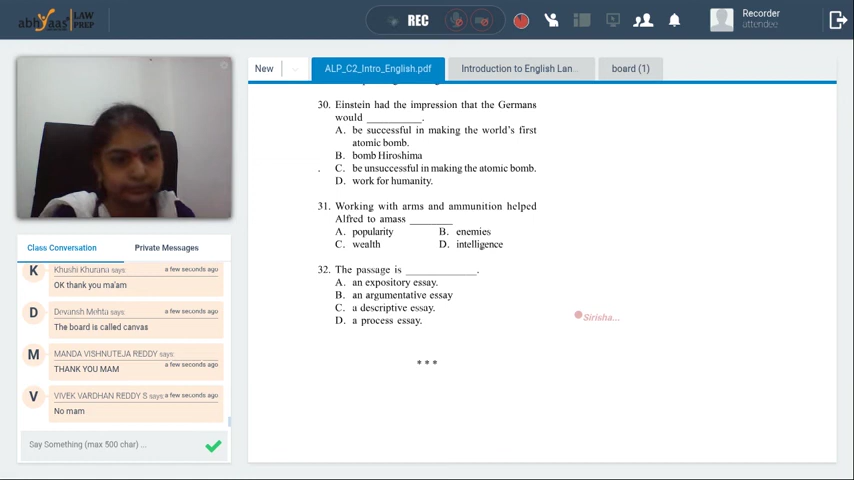 abhyaas LAW PREP
REC
Recorder
attendee
New
ALP_C2_Intro_English.pdf
Introduction to English Lan...
board (1)
30. Einstein had the impression that the Germans
would __________.
A. be successful in making the world's first
atomic bomb.
B. bomb Hiroshima
. C. be unsuccessful in making the atomic bomb.
D. work for humanity.
31. Working with arms and ammunition helped
Alfred to amass ________
A. popularity B. enemies
C. wealth D. intelligence
32. The passage is _____________.
A. an expository essay.
B. an argumentative essay
C. a descriptive essay.
D. a process essay.
Sirisha...
* * *
Class Conversation
Private Messages
K Khushi Khurana says: a few seconds ago
OK thank you ma'am
D Devansh Mehta says: a few seconds ago
The board is called canvas
M MANDA VISHNUTEJA REDDY says:
a few seconds ago
THANK YOU MAM
V VIVEK VARDHAN REDDY S says: a few seconds ago
No mam
Say Something (max 500 char) ...